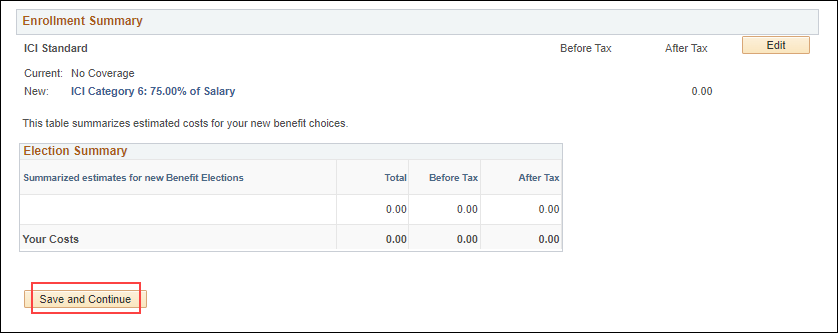 Enrollment Summary
ICI Standard Before Tax After Tax Edit
Current: No Coverage
New: ICI Category 6: 75.00% of Salary 0.00
This table summarizes estimated costs for your new benefit choices.
Election Summary
Summarized estimates for new Benefit Elections Total Before Tax After Tax
0.00 0.00 0.00
Your Costs 0.00 0.00 0.00
Save and Continue